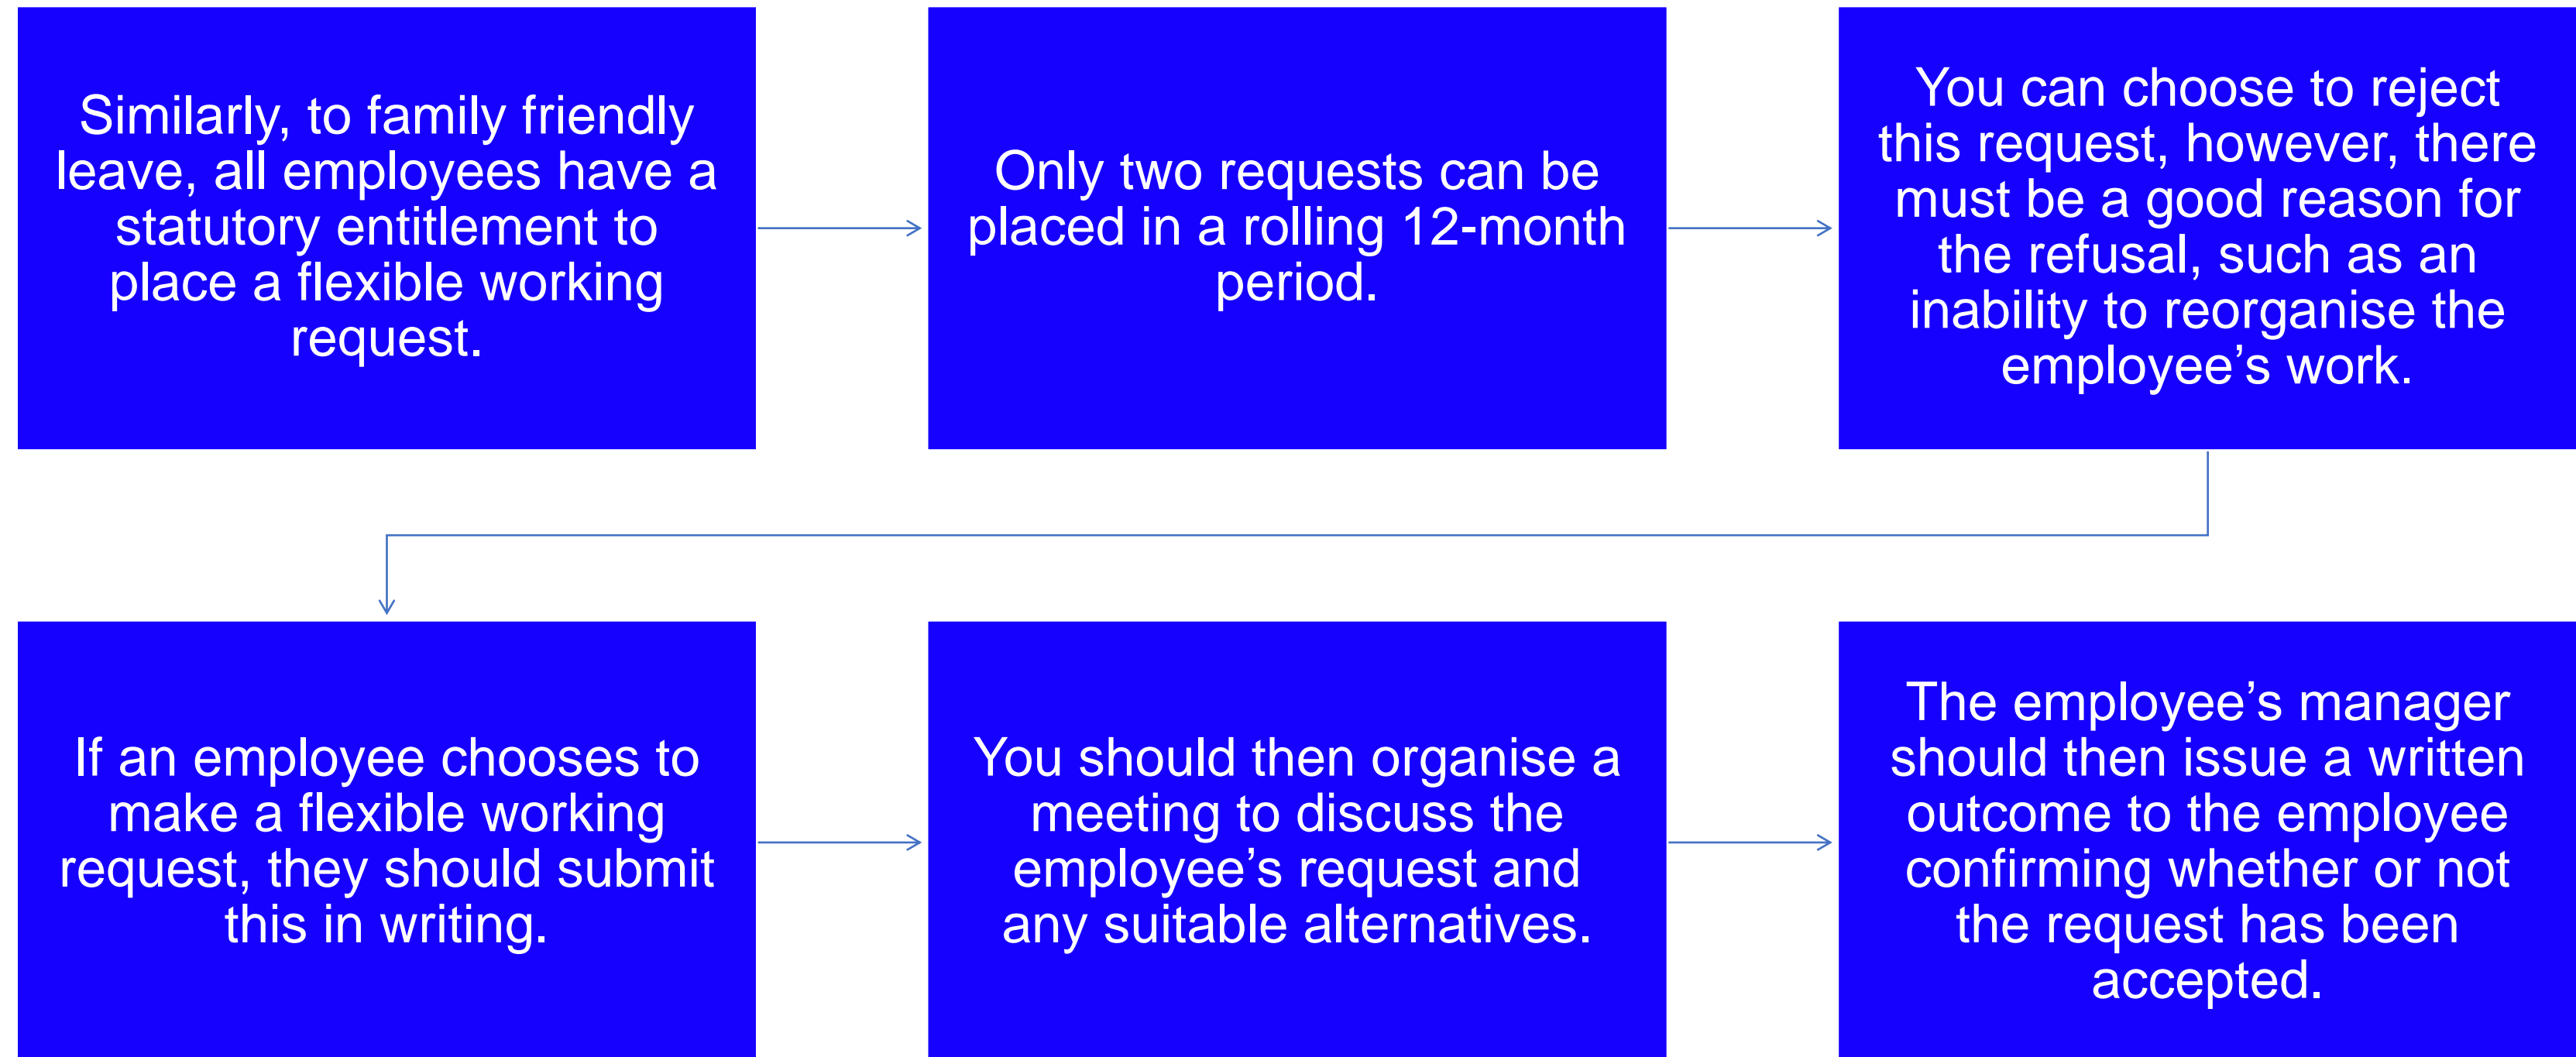 Similarly, to family friendly
leave, all employees have a
statutory entitlement to
place a flexible working
request.
Only two requests can be
placed in a rolling 12-month
period.
You can choose to reject
this request, however, there
must be a good reason for
the refusal, such as an
inability to reorganise the
employee’s work.
If an employee chooses to
make a flexible working
request, they should submit
this in writing.
You should then organise a
meeting to discuss the
employee’s request and
any suitable alternatives.
The employee’s manager
should then issue a written
outcome to the employee
confirming whether or not
the request has been
accepted.